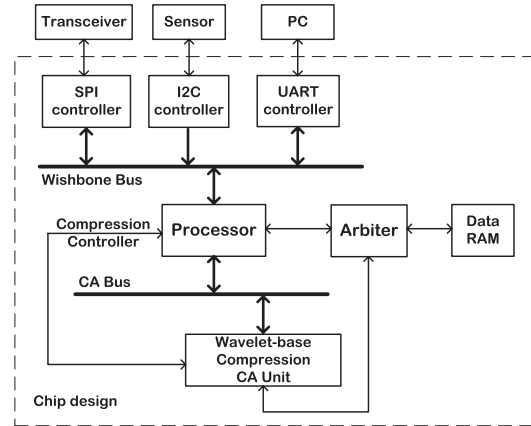 Transceiver
Sensor
PC
SPI
controller
I2C
controller
UART
controller
Wishbone Bus
Compression
Controller
Processor
Arbiter
Data
RAM
CA Bus
Wavelet-base
Compression
CA Unit
Chip design